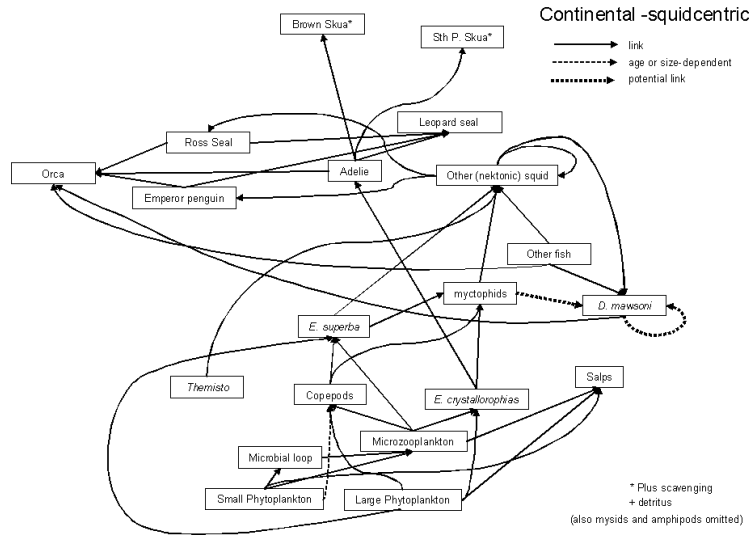 Continental -squidcentric
link
age or size-dependent
potential link
Brown Skua*
Sth P. Skua*
Leopard seal
Ross Seal
Orca
Adelie
Other (nektonic) squid
Emperor penguin
Other fish
myctophids
D. mawsoni
E. superba
Themisto
Copepods
E. crystallorophias
Salps
Microzooplankton
Microbial loop
Small Phytoplankton
Large Phytoplankton
* Plus scavenging
+ detritus
(also mysids and amphipods omitted)